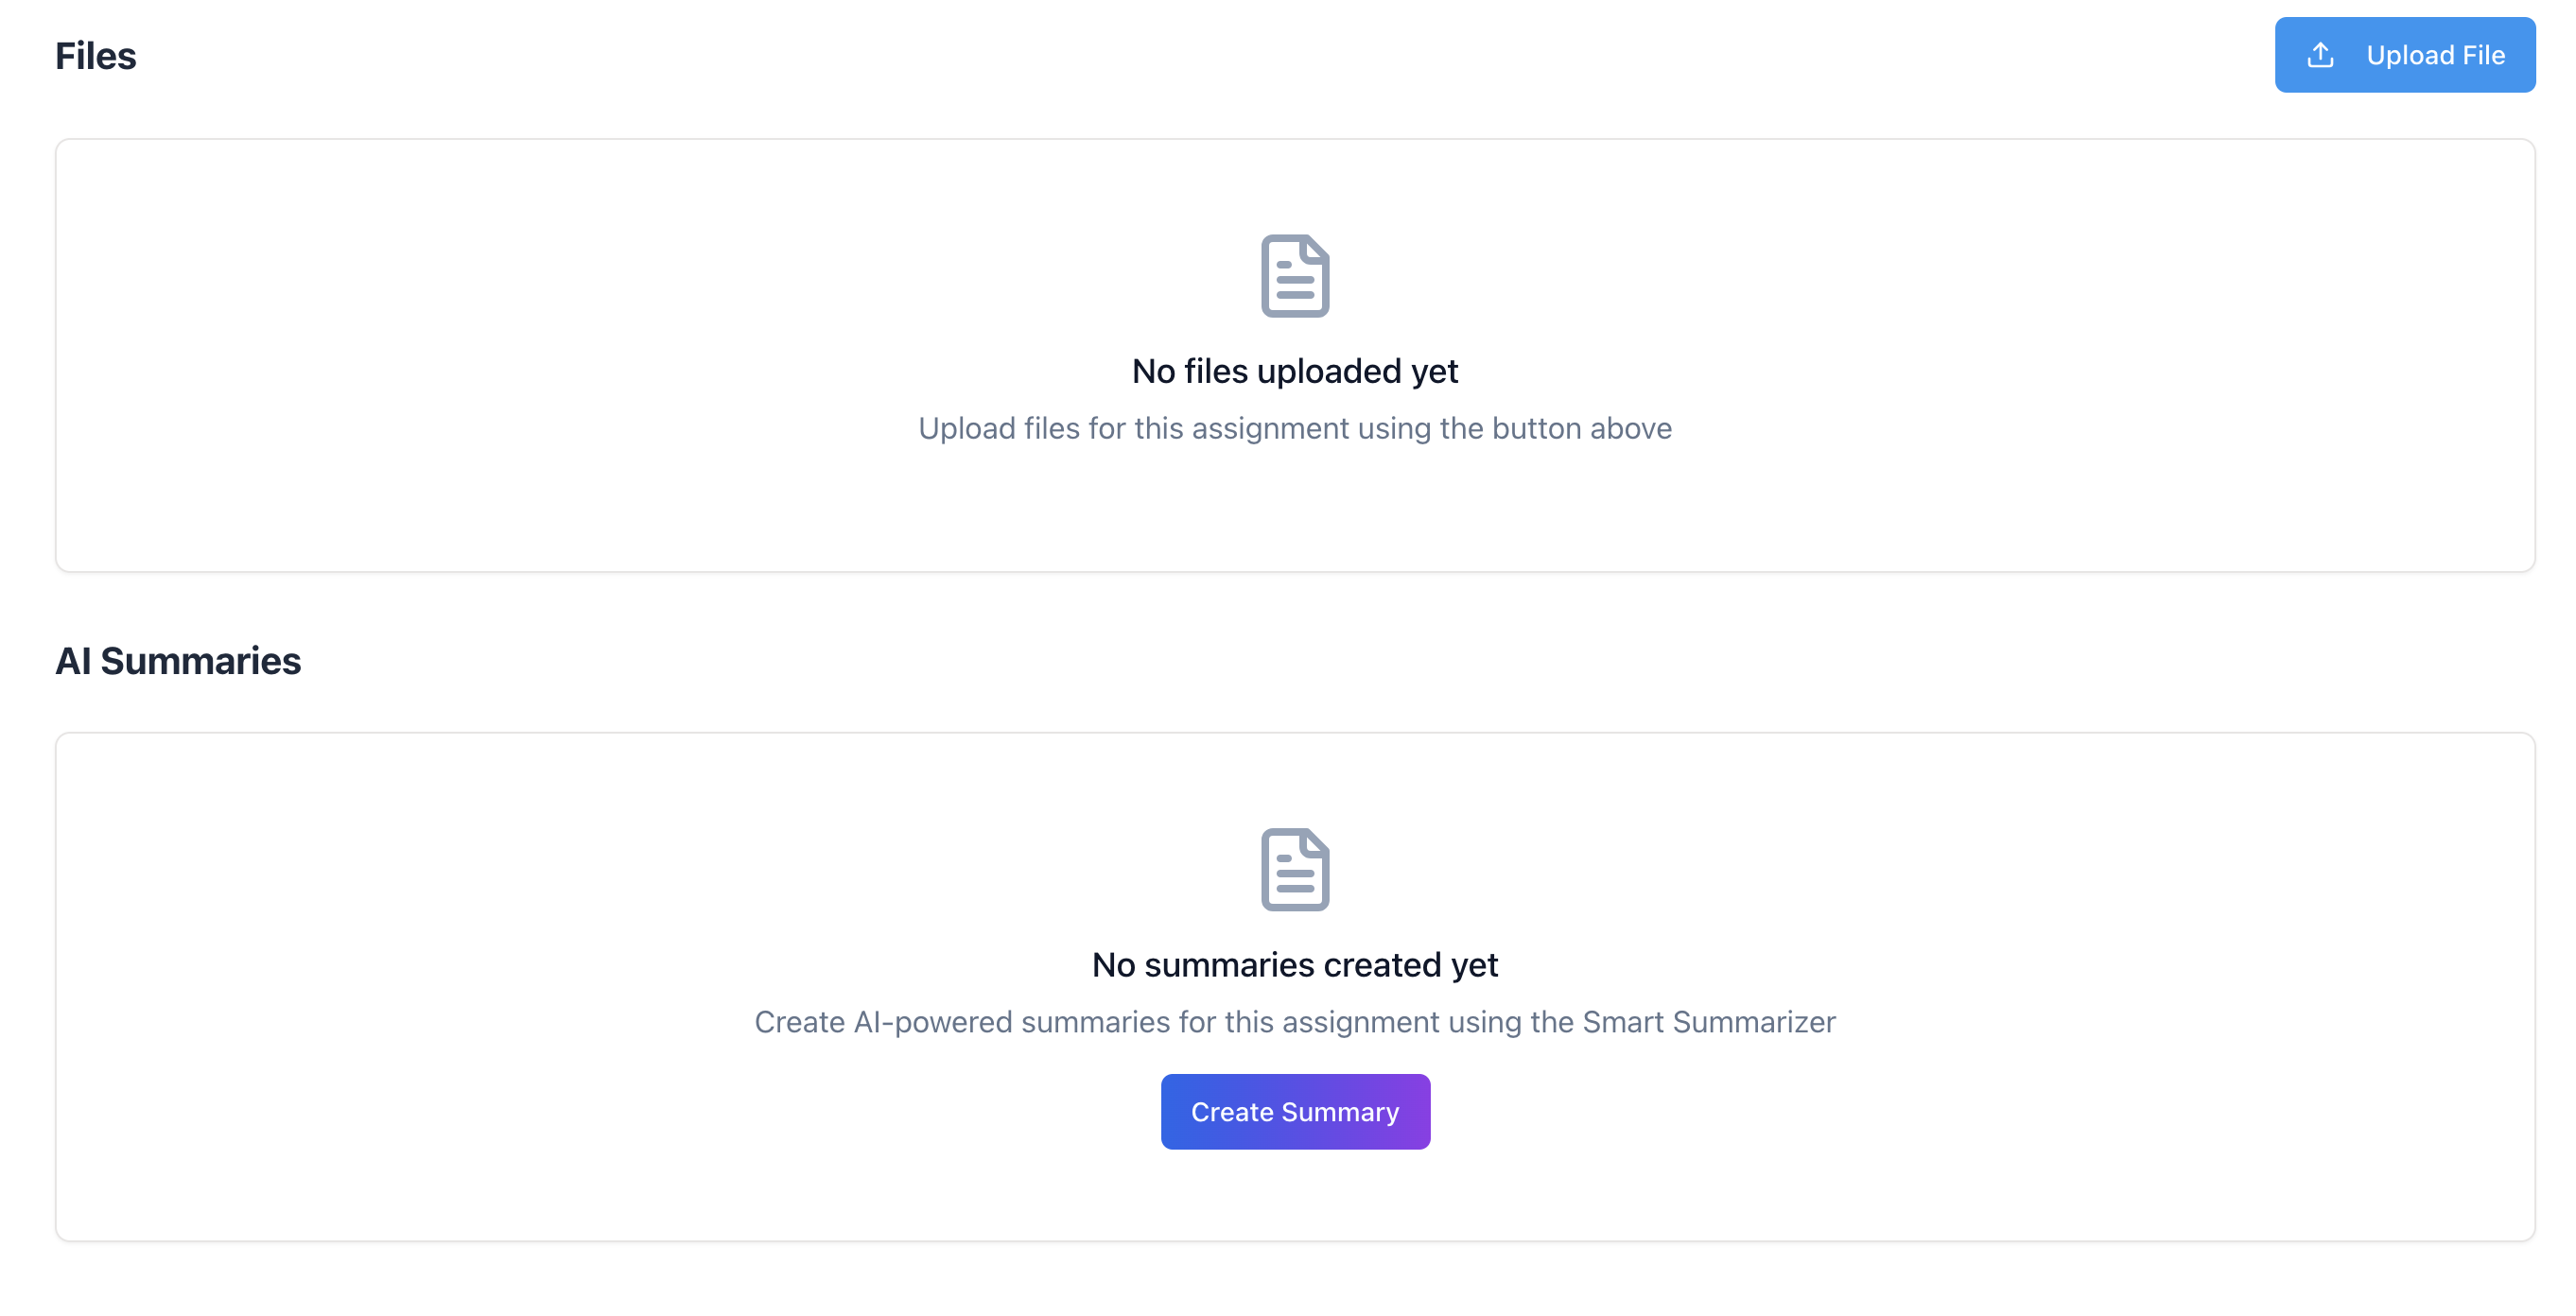 Files
Upload File
No files uploaded yet
Upload files for this assignment using the button above
AI Summaries
No summaries created yet
Create AI-powered summaries for this assignment using the Smart Summarizer
Create Summary